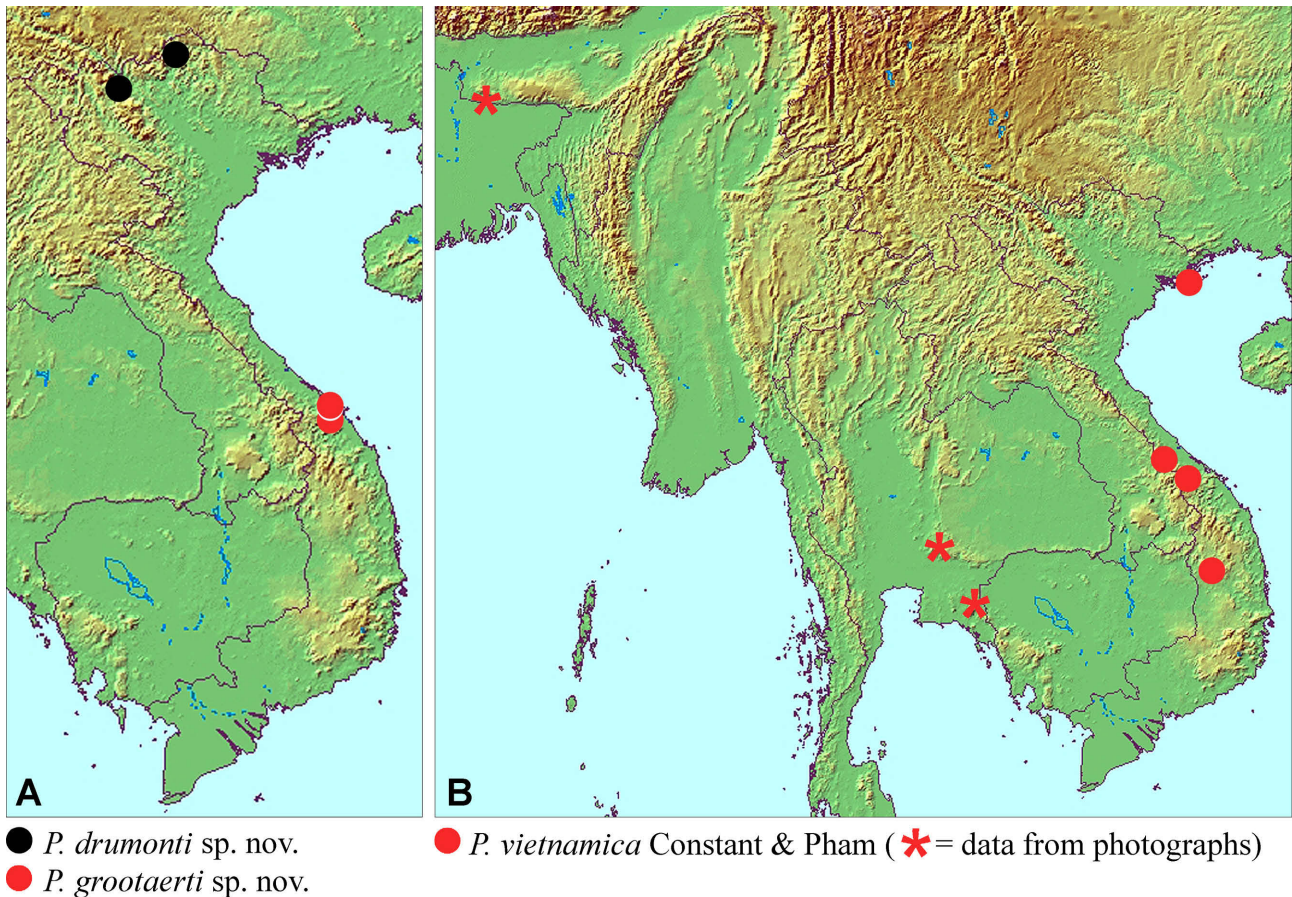 A
B
P. drumonti sp. nov.
P. grootaerti sp. nov.
P. vietnamica Constant & Pham ( * = data from photographs)